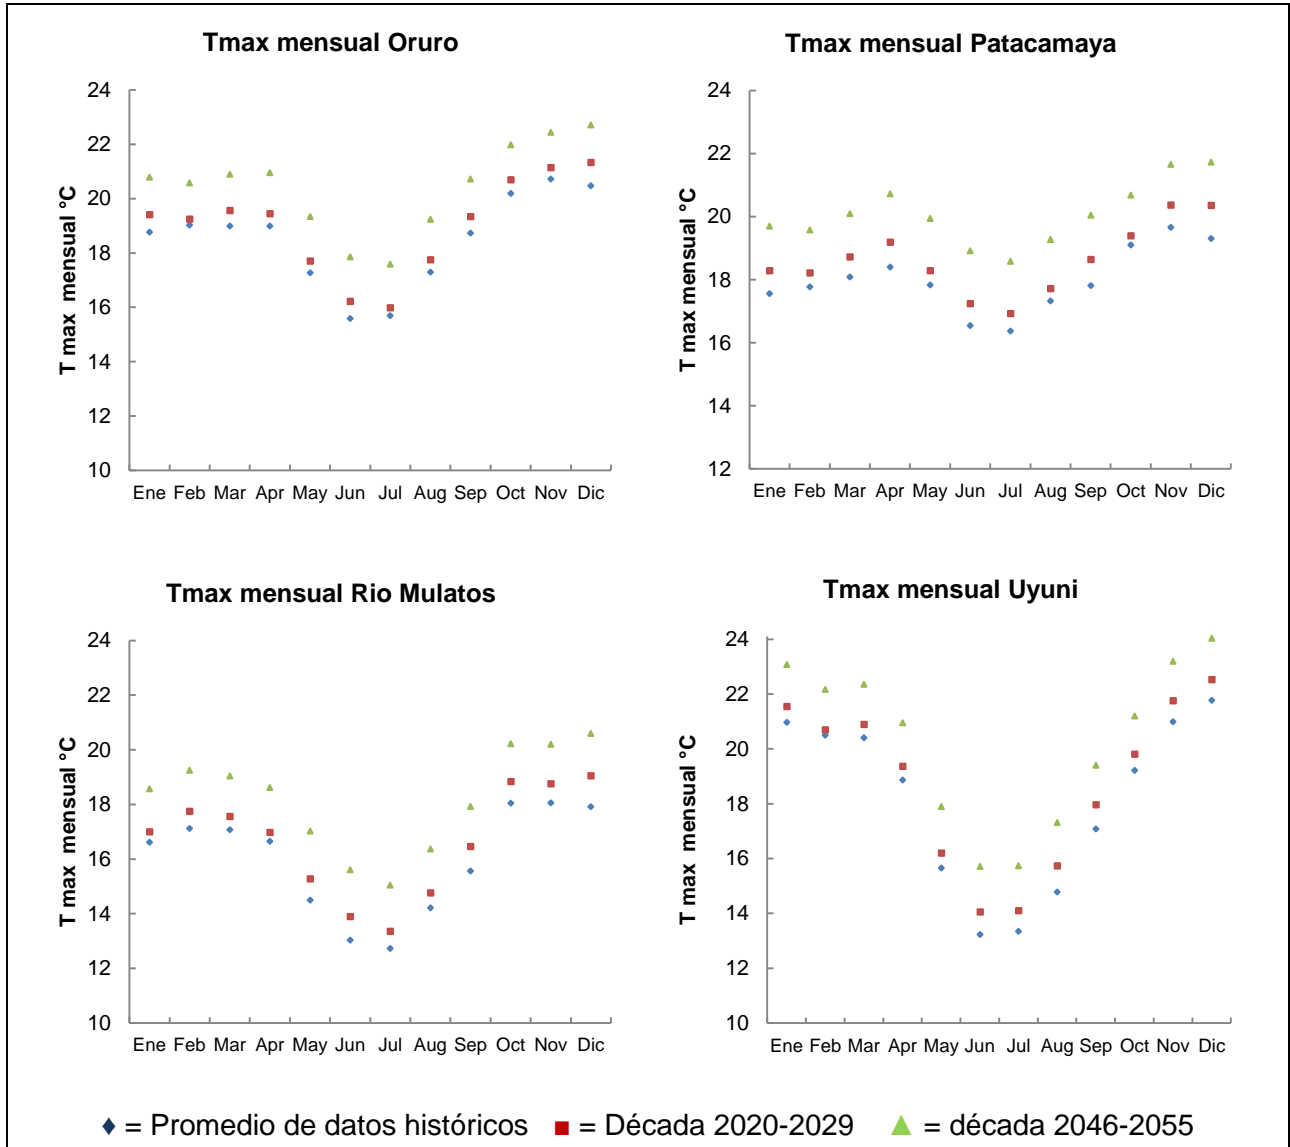 Tmax mensual Oruro
24
22
20
18
16
14
12
10
T max mensual °C
Ene Feb Mar Apr May Jun Jul Aug Sep Oct Nov Dic
Tmax mensual Patacamaya
24
22
20
18
16
14
12
T max mensual °C
Ene Feb Mar Apr May Jun Jul Aug Sep Oct Nov Dic
Tmax mensual Rio Mulatos
24
22
20
18
16
14
12
10
T max mensual °C
Ene Feb Mar Apr May Jun Jul Aug Sep Oct Nov Dic
Tmax mensual Uyuni
24
22
20
18
16
14
12
10
T max mensual °C
Ene Feb Mar Apr May Jun Jul Aug Sep Oct Nov Dic
= Promedio de datos históricos = Década 2020-2029 = década 2046-2055